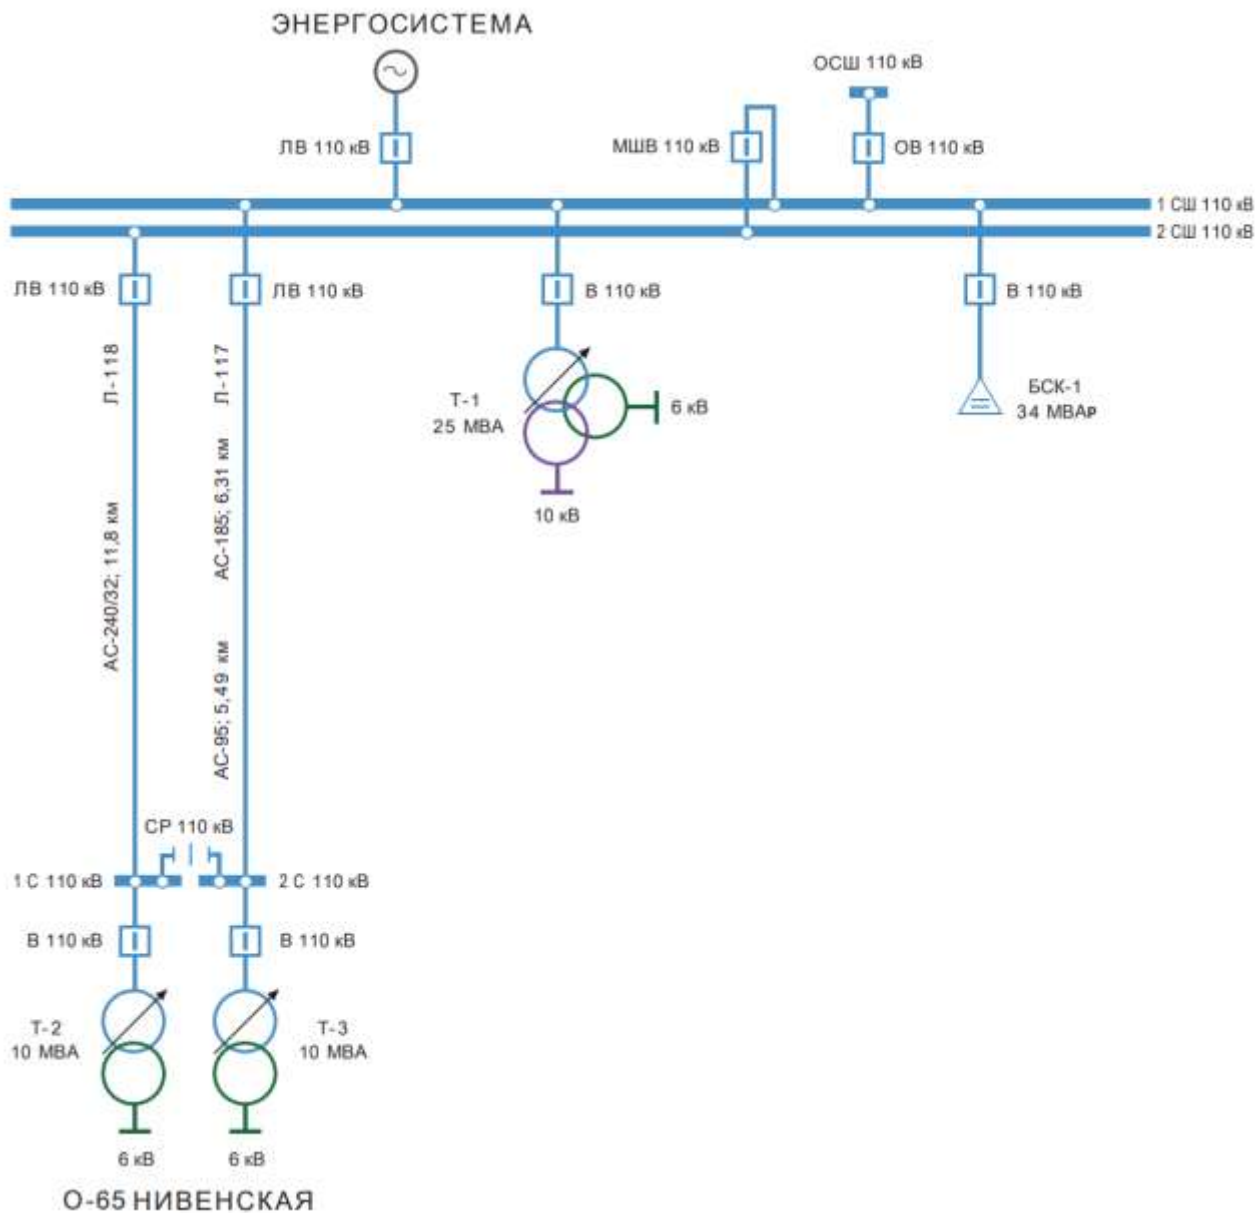 ЭНЕРГОСИСТЕМА
ОСШ 110 кВ
ЛВ 110 кВ
МШВ 110 кВ
ОВ 110 кВ
1 СШ 110 кВ
2 СШ 110 кВ
ЛВ 110 кВ
ЛВ 110 кВ
В 110 кВ
В 110 кВ
Л-118
Л-117
Т-1
25 МВА
6 кВ
БСК-1
34 МВАр
10 кВ
АС-240/32; 11,8 км
АС-185; 6,31 км
АС-95; 5,49 км
СР 110 кВ
1 С 110 кВ
2 С 110 кВ
В 110 кВ
В 110 кВ
Т-2
10 МВА
Т-3
10 МВА
6 кВ
6 кВ
О-65 НИВЕНСКАЯ